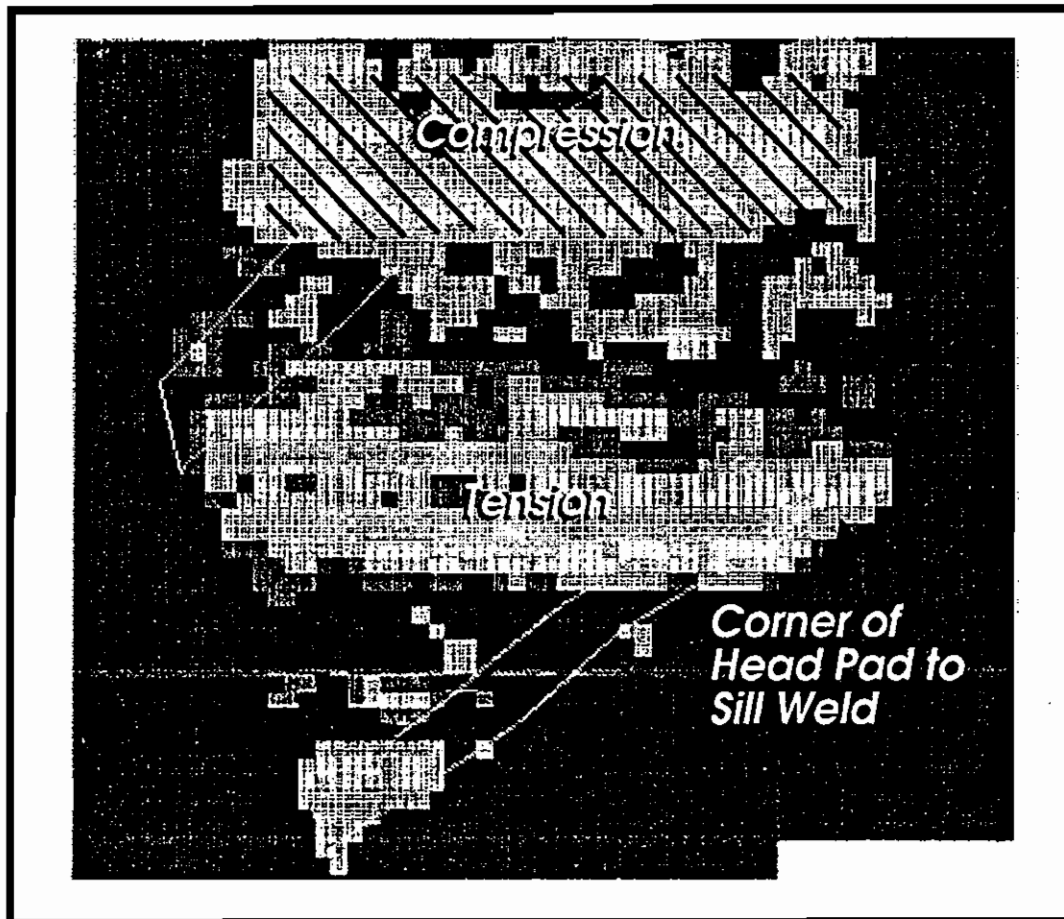 Compression
Tension
Corner of
Head Pad to
Sill Weld